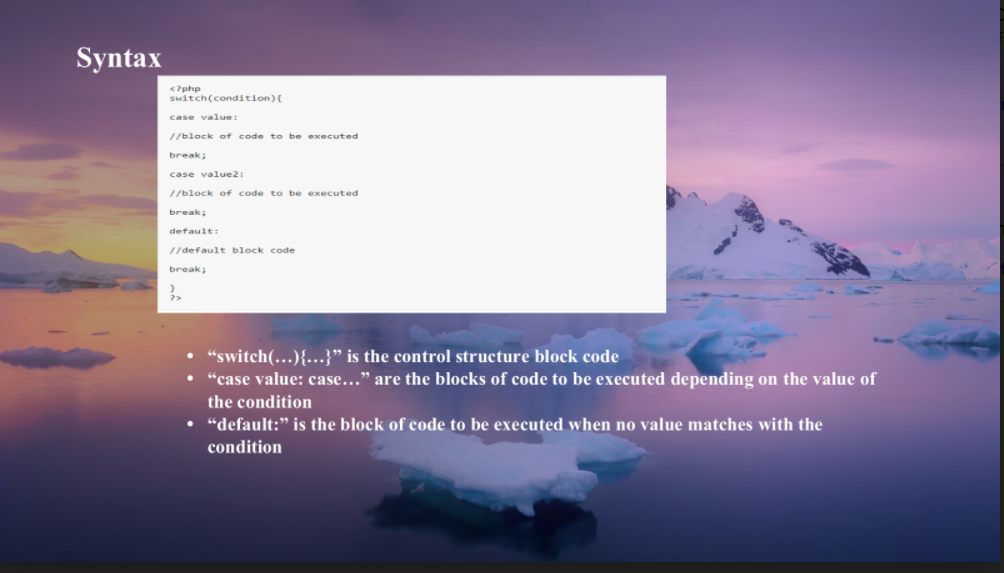 Syntax
<?php
switch(condition){
case value:
//block of code to be executed
break;
case value2:
//block of code to be executed
break;
default:
//default block code
break;
}
?>
• “switch(…){…}” is the control structure block code
• “case value: case…” are the blocks of code to be executed depending on the value of
the condition
• “default:” is the block of code to be executed when no value matches with the
condition